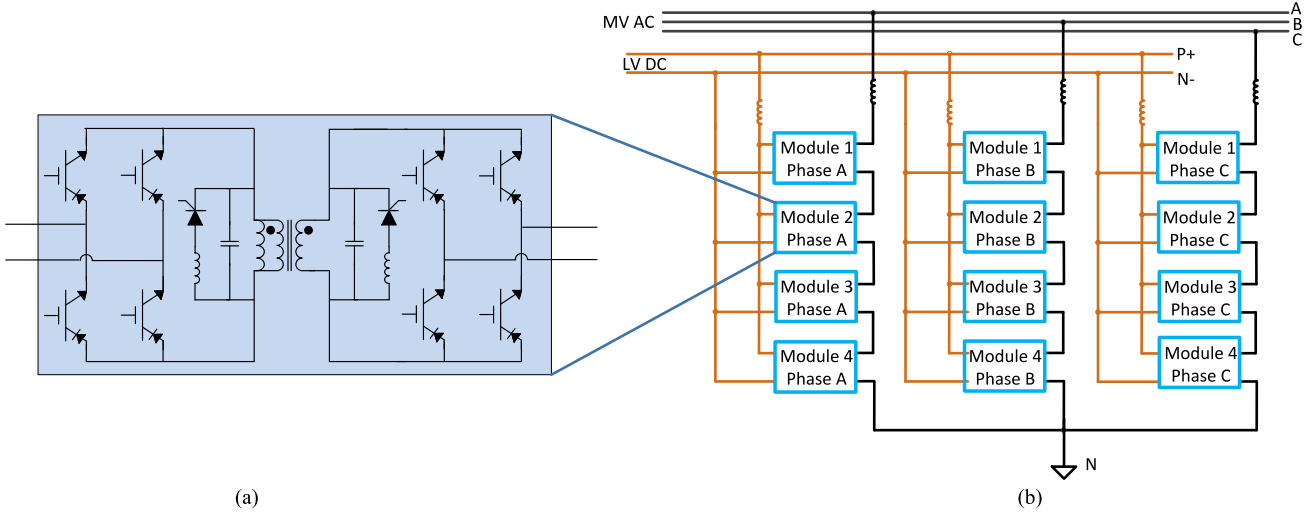 A
MV AC
B
C
P+
LV DC
N-
Module 1
Phase A
Module 1
Phase B
Module 1
Phase C
Module 2
Phase A
Module 2
Phase B
Module 2
Phase C
Module 3
Phase A
Module 3
Phase B
Module 3
Phase C
Module 4
Phase A
Module 4
Phase B
Module 4
Phase C
N
(a)
(b)